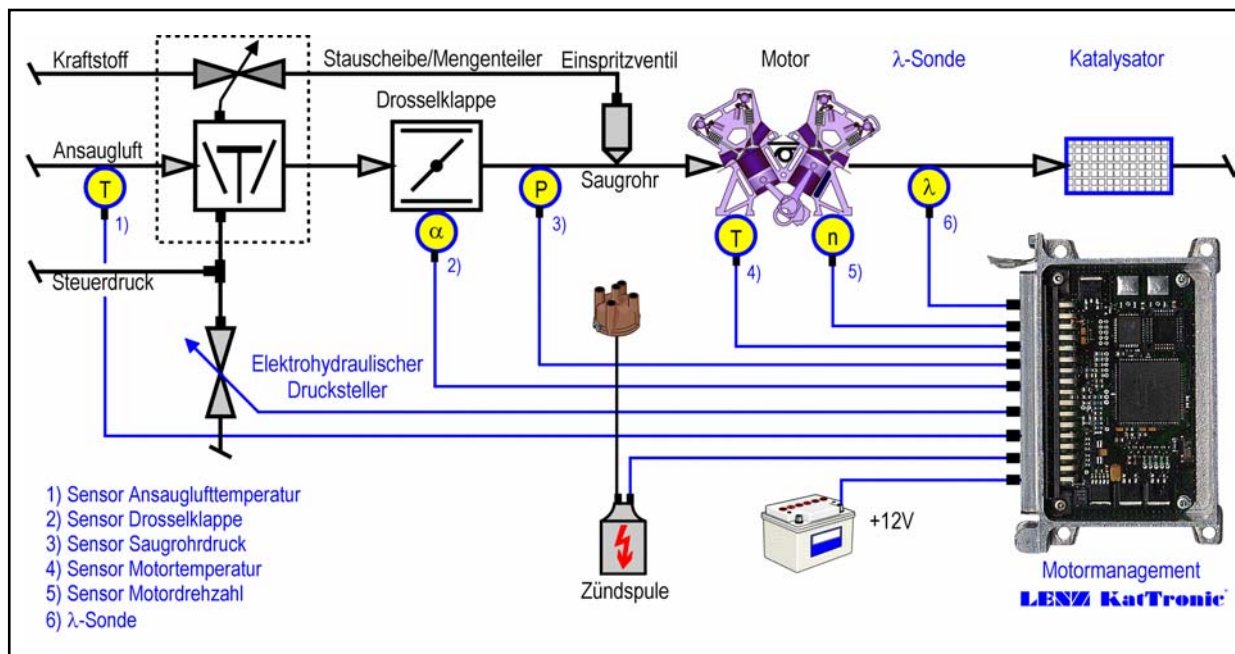 Kraftstoff
Stauscheibe/Mengenteiler
Einspritzventil
Motor
λ-Sonde
Katalysator
Drosselklappe
Ansaugluft
Saugrohr
T
1)
α
2)
P
3)
T
4)
n
5)
λ
6)
Steuerdruck
Elektrohydraulischer
Drucksteller
1) Sensor Ansauglufttemperatur
2) Sensor Drosselklappe
3) Sensor Saugrohrdruck
4) Sensor Motortemperatur
5) Sensor Motordrehzahl
6) λ-Sonde
Zündspule
+12V
Motormanagement
LENZ KatTronic